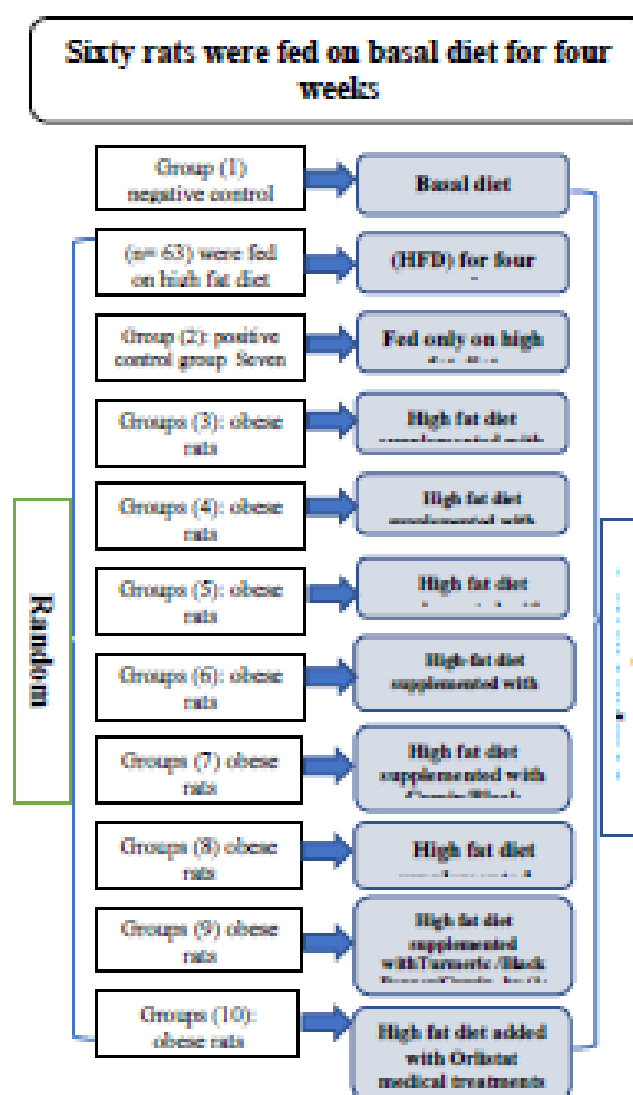 Sixty rats were fed on basal diet for four
weeks
Group (1)
negative control
Basal diet
(n= 63) were fed
on high fat diet
(HFD) for four
Group (2): positive
control group Seven
Fed only on high
Groups (3): obese
rats
High fat diet
supplemented with
Groups (4): obese
rats
High fat diet
supplemented with
Groups (5): obese
rats
High fat diet
Groups (6): obese
rats
High fat diet
supplemented with
Groups (7) obese
rats
High fat diet
supplemented with
Groups (8) obese
rats
High fat diet
Groups (9) obese
rats
High fat diet
supplemented
withTurmeric /Black
Groups (10):
obese rats
High fat diet added
with Orlistat
medical treatments
Random